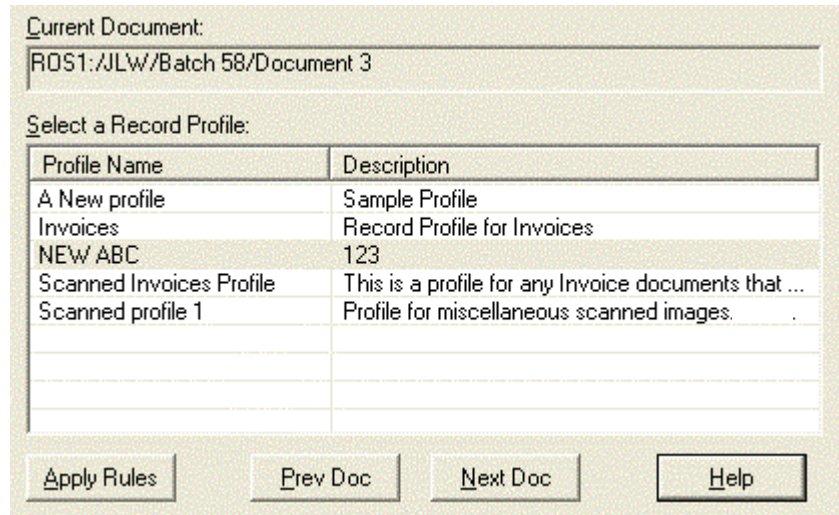 Current Document:
ROS1:/JLW/Batch 58/Document 3
Select a Record Profile:
Profile Name Description
A New profile Sample Profile
Invoices Record Profile for Invoices
NEW ABC 123
Scanned Invoices Profile This is a profile for any Invoice documents that ...
Scanned profile 1 Profile for miscellaneous scanned images.
Apply Rules Prev Doc Next Doc Help